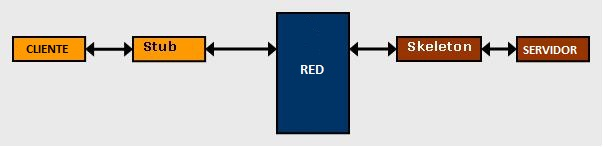 CLIENTE
Stub
RED
Skeleton
SERVIDOR